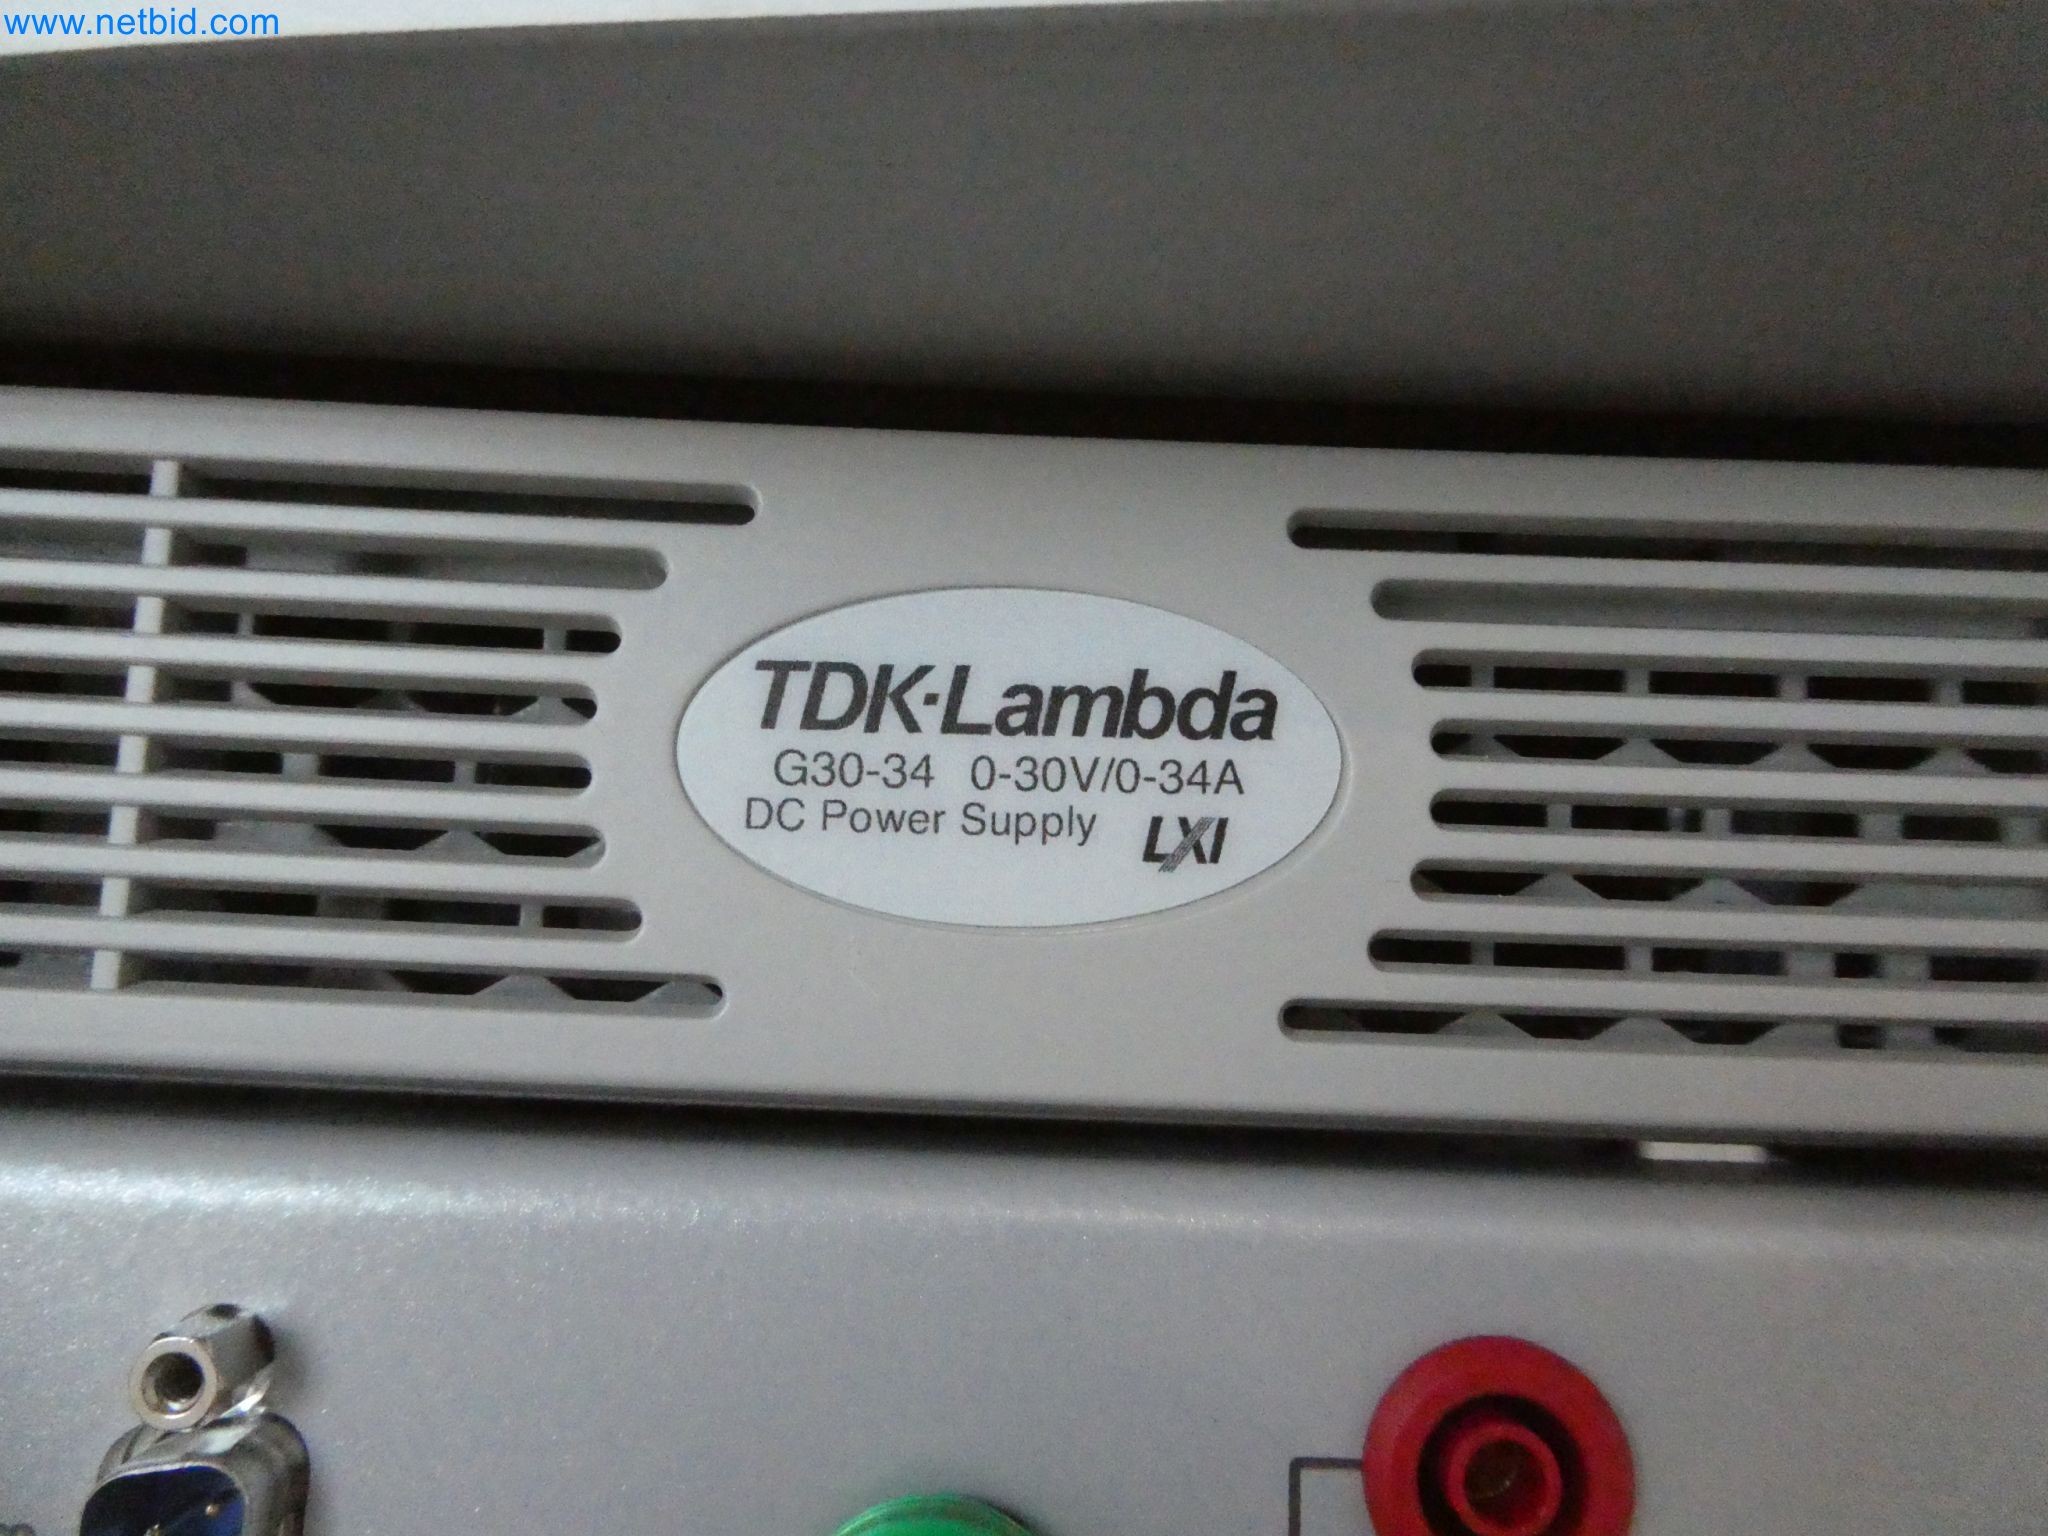 www.netbid.com
TDK·Lambda
G30-34 0-30V/0-34A
DC Power Supply LXI